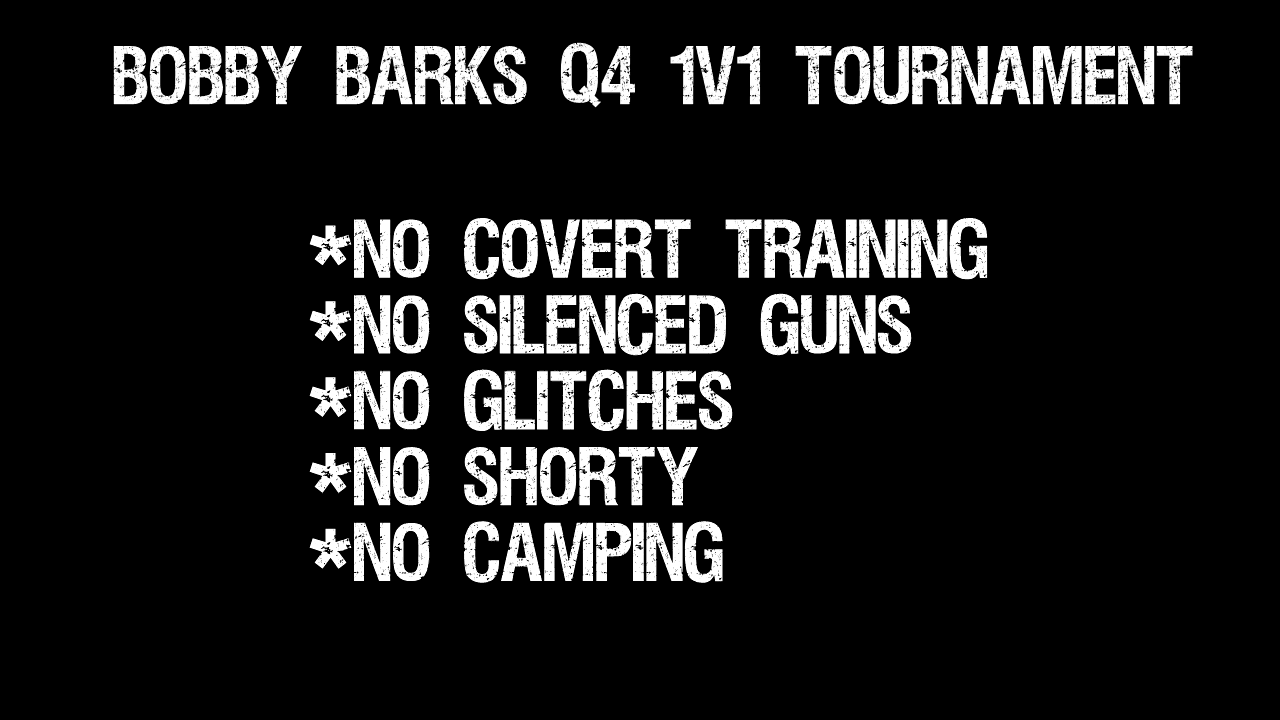 BOBBY BARKS Q4 1V1 TOURNAMENT
*NO COVERT TRAINING
*NO SILENCED GUNS
*NO GLITCHES
*NO SHORTY
*NO CAMPING